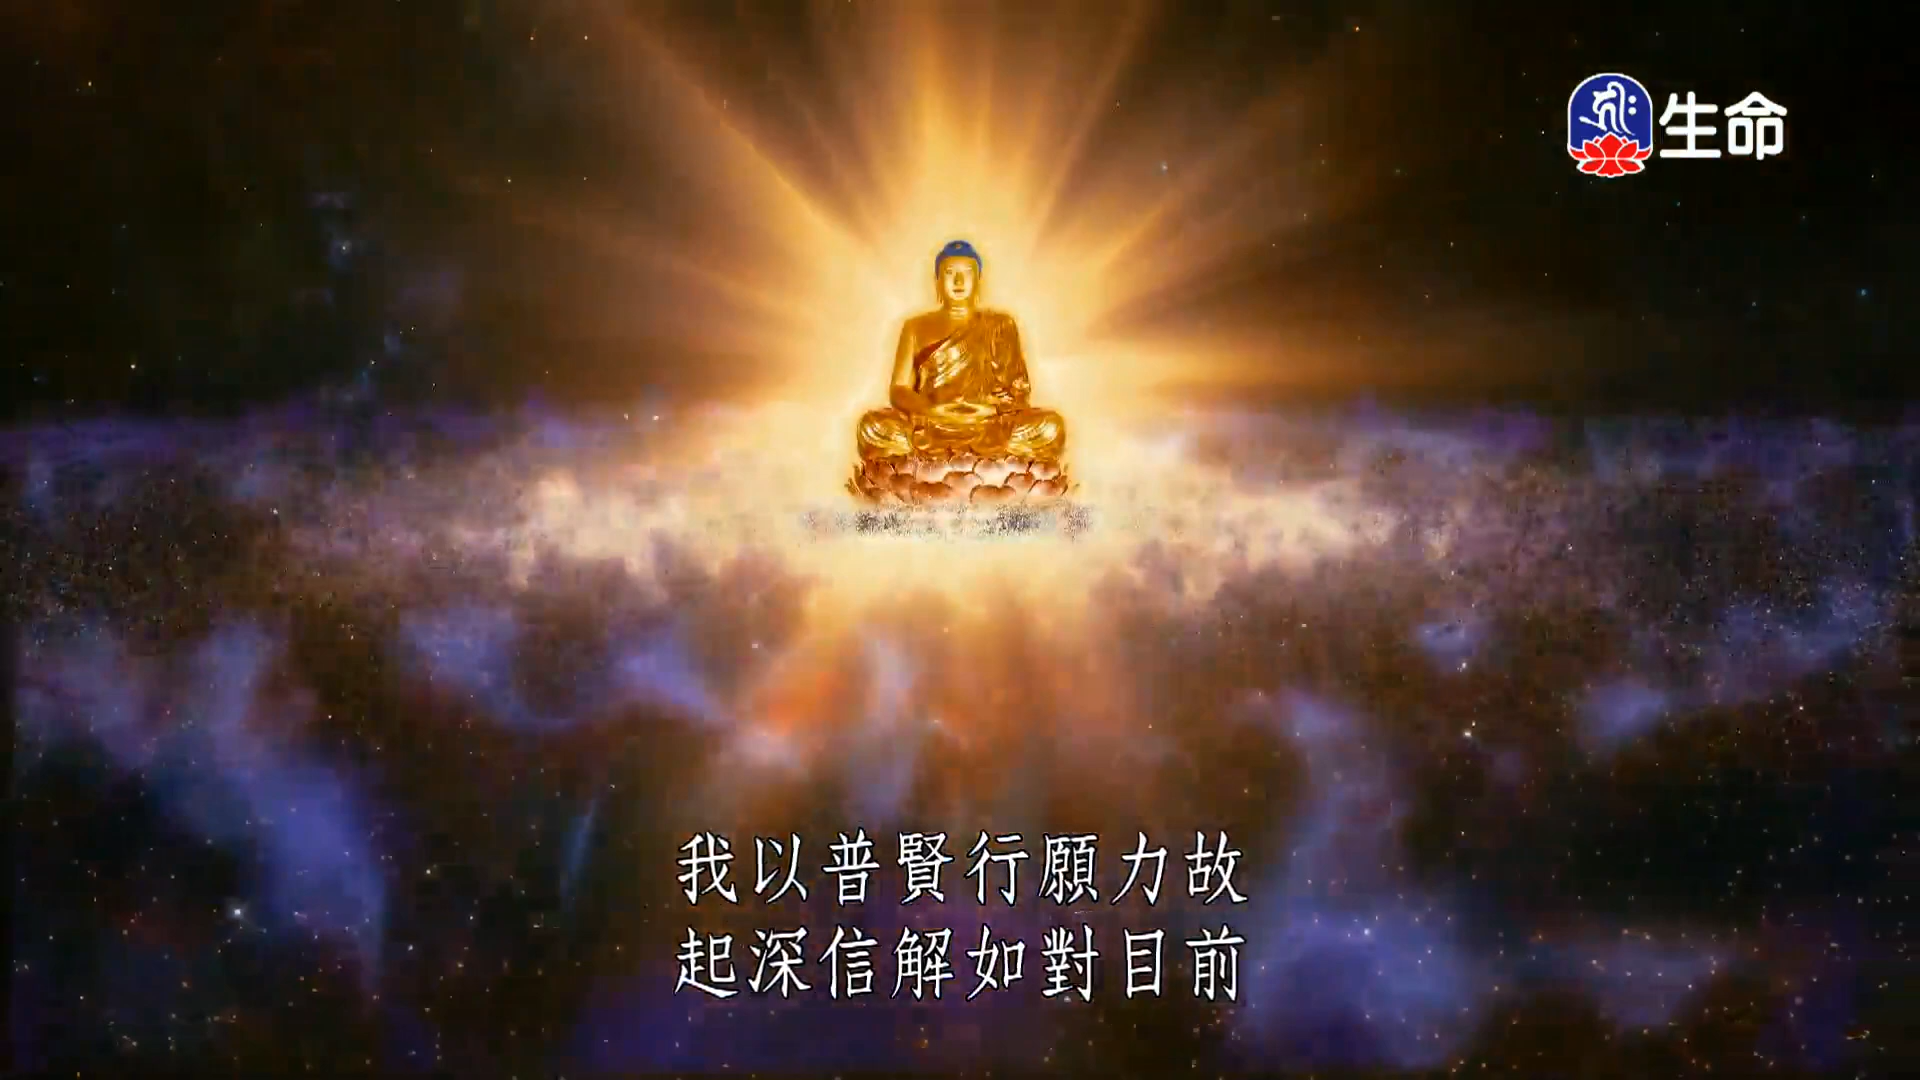 生命
我以普賢行願力故
起深信解如對目前